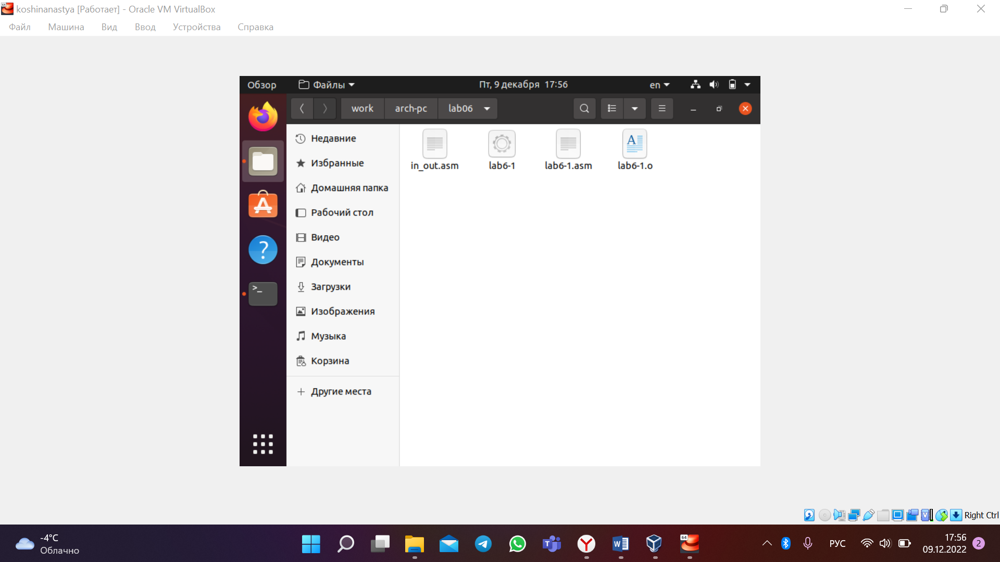 koshinanastya [Работает] - Oracle VM VirtualBox
Файл Машина Вид Ввод Устройства Справка
Обзор Файлы Пт, 9 декабря 17:56 en
work arch-pc lab06
Недавние
Избранные
Домашняя папка
Рабочий стол
Видео
Документы
Загрузки
Изображения
Музыка
Корзина
Другие места
in_out.asm lab6-1 lab6-1.asm lab6-1.o
Right Ctrl
-4°C
Облачно
РУС
17:56
09.12.2022
2